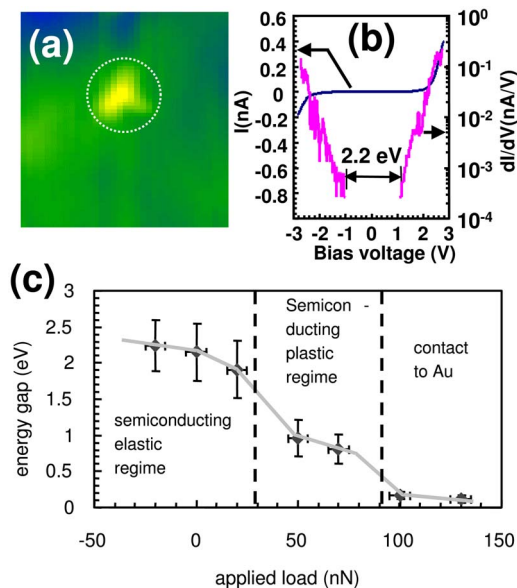 (a)
(b)
0.6
0.4
0.2
0
-0.2
-0.4
-0.6
-0.8
I(nA)
2.2 eV
10⁰
10⁻¹
10⁻²
10⁻³
10⁻⁴
dI/dV(nA/V)
-3 -2 -1 0 1 2 3
Bias voltage (V)
(c)
3
2.5
2
1.5
1
0.5
0
energy gap (eV)
semiconducting
elastic
regime
Semicon -
ducting
plastic
regime
contact
to Au
-50 0 50 100 150
applied load (nN)